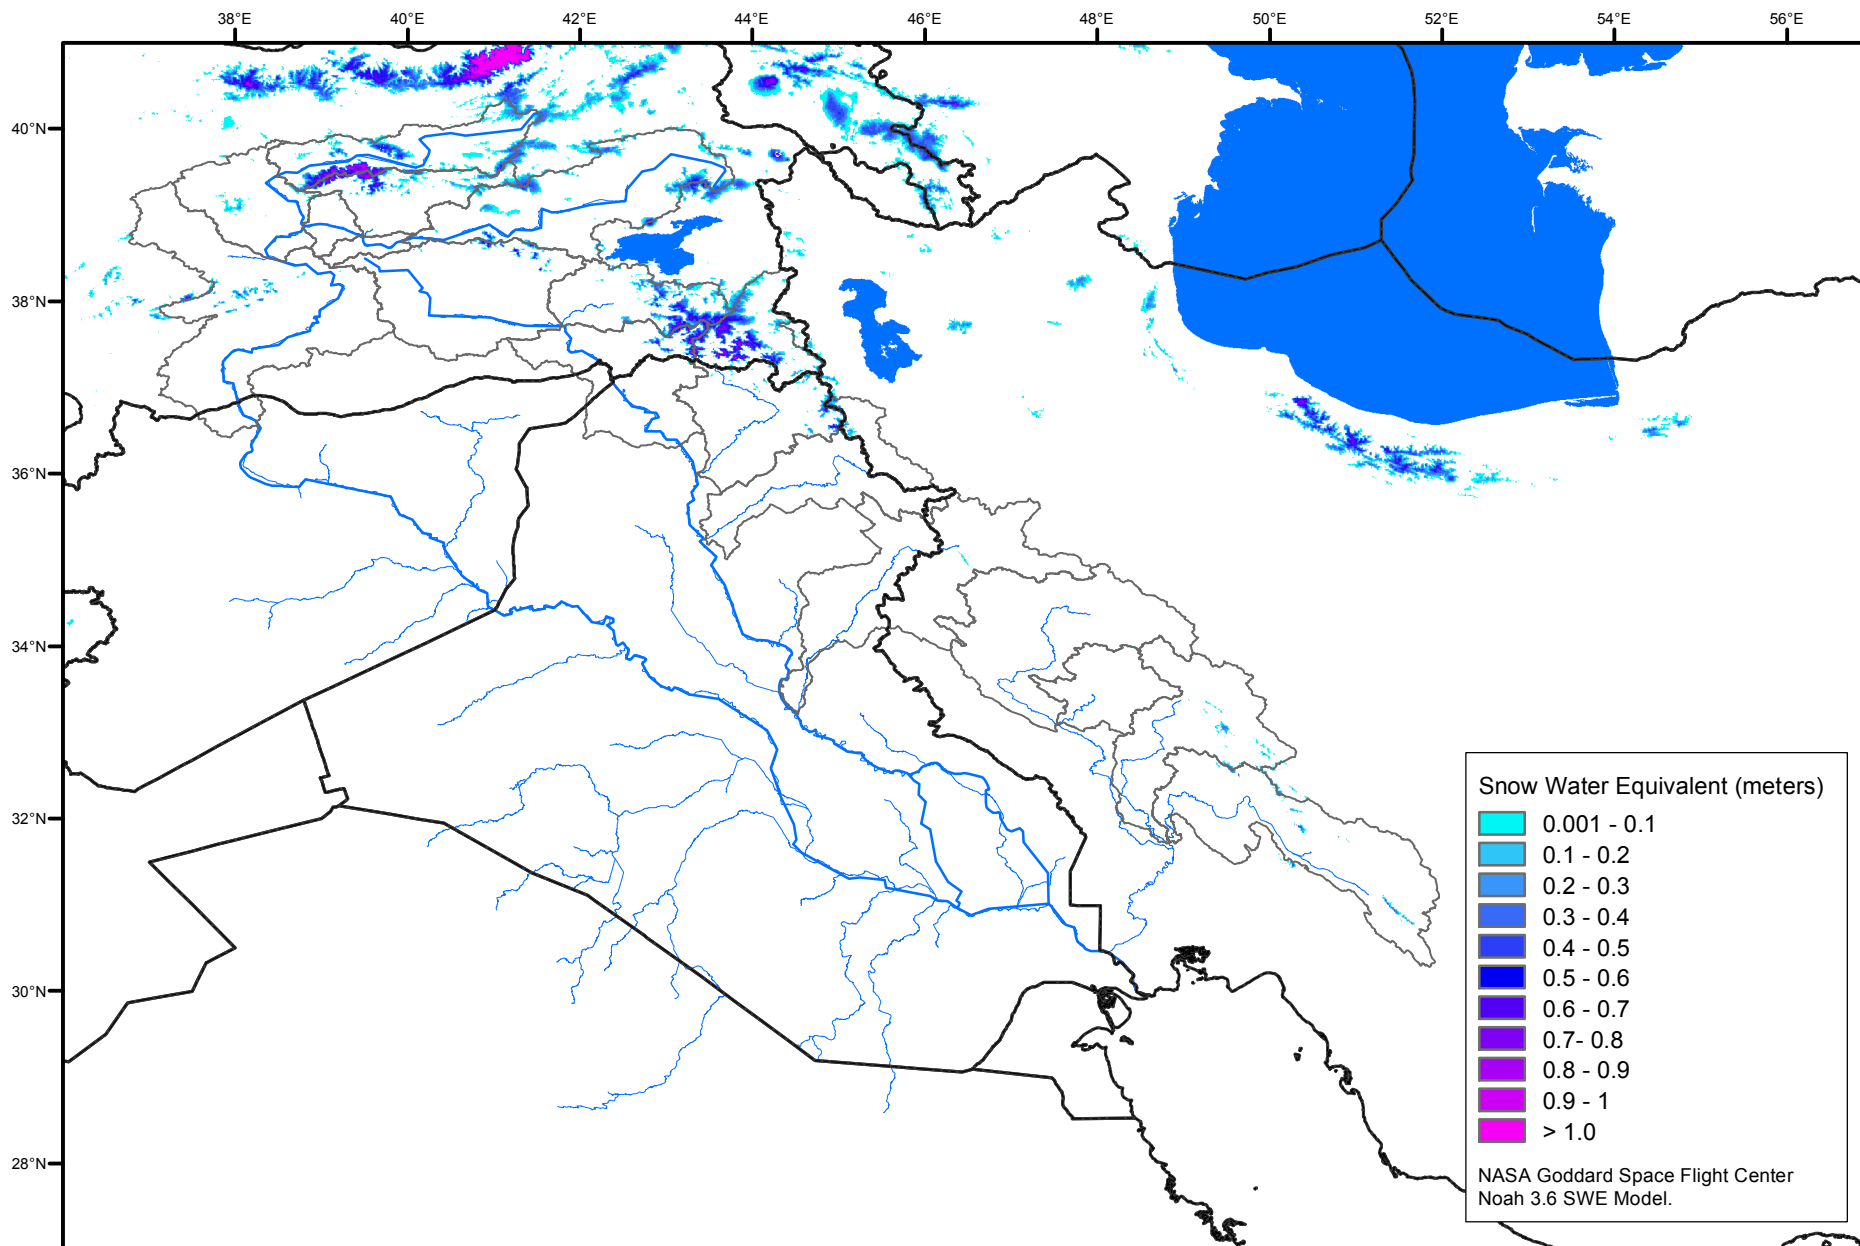 38°E 40°E 42°E 44°E 46°E 48°E 50°E 52°E 54°E 56°E
40°N
38°N
36°N
34°N
32°N
30°N
28°N
Snow Water Equivalent (meters)
0.001 - 0.1
0.1 - 0.2
0.2 - 0.3
0.3 - 0.4
0.4 - 0.5
0.5 - 0.6
0.6 - 0.7
0.7- 0.8
0.8 - 0.9
0.9 - 1
> 1.0
NASA Goddard Space Flight Center
Noah 3.6 SWE Model.